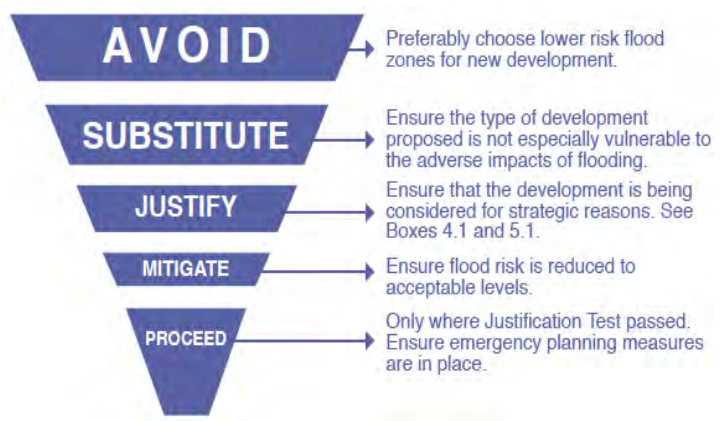 AVOID
Preferably choose lower risk flood
zones for new development.
SUBSTITUTE
Ensure the type of development
proposed is not especially vulnerable to
the adverse impacts of flooding.
JUSTIFY
Ensure that the development is being
considered for strategic reasons. See
Boxes 4.1 and 5.1.
MITIGATE
Ensure flood risk is reduced to
acceptable levels.
PROCEED
Only where Justification Test passed.
Ensure emergency planning measures
are in place.